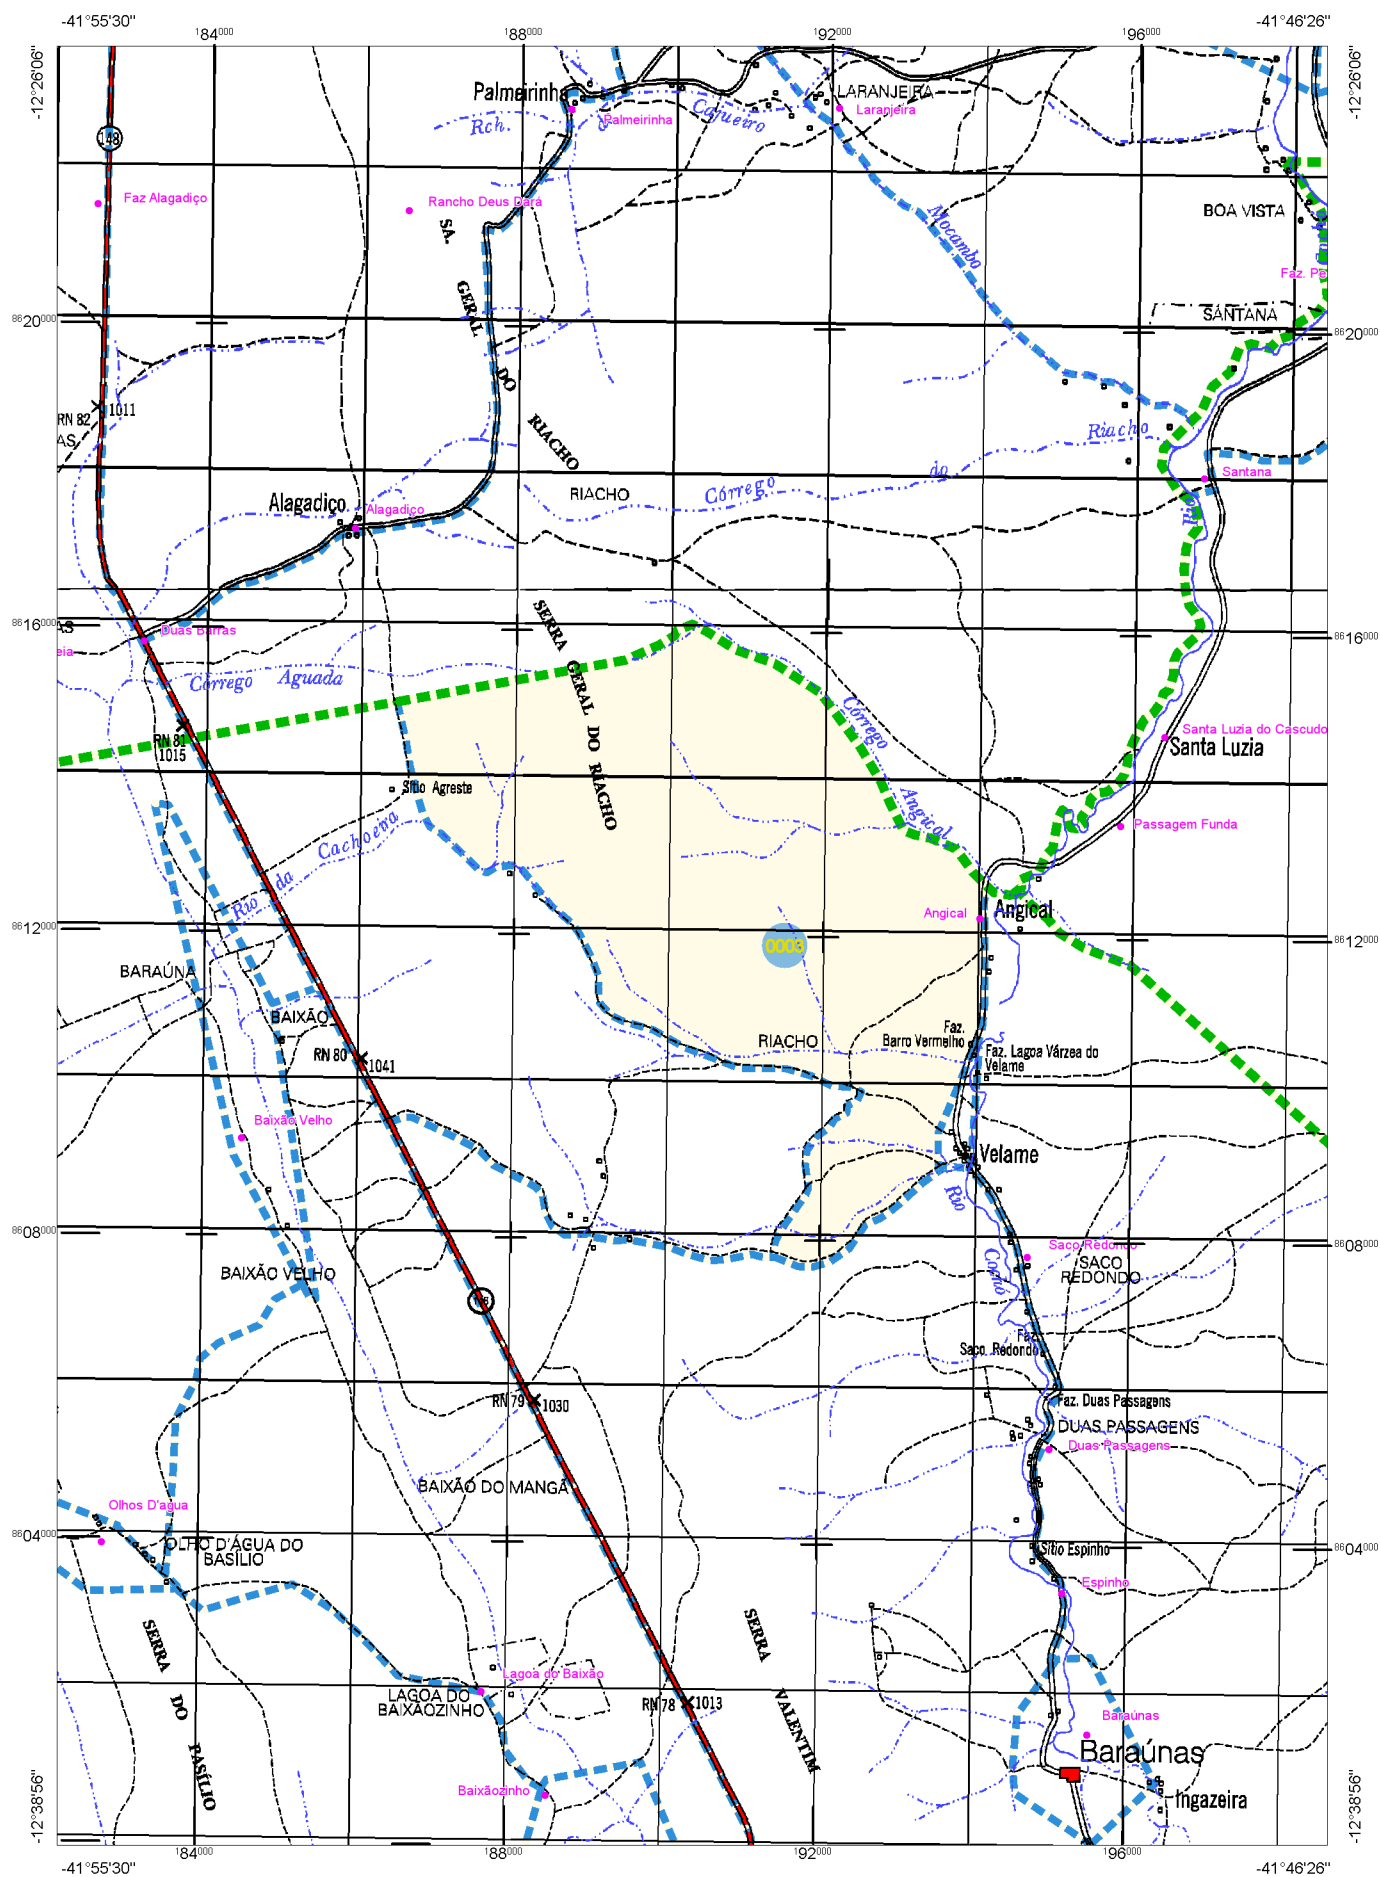 -41°55'30"
-41°46'26"
184000
188000
192000
196000
-12°26'06"
-12°26'06"
Palmeirinha
LARANJEIRA
Laranjeira
Palmeirinha
Rch.
Cajueiro
148
Faz Alagadiço
Rancho Deus Dará
BOA VISTA
SA. GERAL DO RIACHO
Mocambo
Faz. Pe
8620000
SANTANA
8620000
RN 82
1011
AS
Riacho
do
Córrego
Santana
RIACHO
Alagadiço
Alagadiço
Rio
8616000
AS
Duas Barras
eia
8616000
SERRA GERAL DO RIACHO
Córrego Aguada
Córrego
Angical
Santa Luzia do Cascudo
Santa Luzia
RN 81
1015
Sítio Agreste
Passagem Funda
Rio da Cachoeira
Angical
Angical
8612000
0003
8612000
BARAÚNA
BAIXÃO
RIACHO
Faz.
Barro Vermelho
Faz. Lagoa Várzea do
Velame
RN 80
1041
Baixão Velho
Velame
Rio
Cochó
8608000
Saco Redondo
8608000
SACO
REDONDO
BAIXÃO VELHO
Faz.
Saco Redondo
RN 79
1030
Faz. Duas Passagens
DUAS PASSAGENS
Duas Passagens
BAIXÃO DO MANGÃ
Olhos D'agua
8604000
OLHO D'ÁGUA DO
BASÍLIO
Sítio Espinho
8604000
Espinho
SERRA DO PASÍLIO
SERRA VALENTIM
Lagoa do Baixão
LAGOA DO
BAIXÃOZINHO
RN 78
1013
Baraúnas
Baraúnas
Baixãozinho
Ingazeira
-12°38'56"
-12°38'56"
184000
188000
192000
196000
-41°55'30"
-41°46'26"